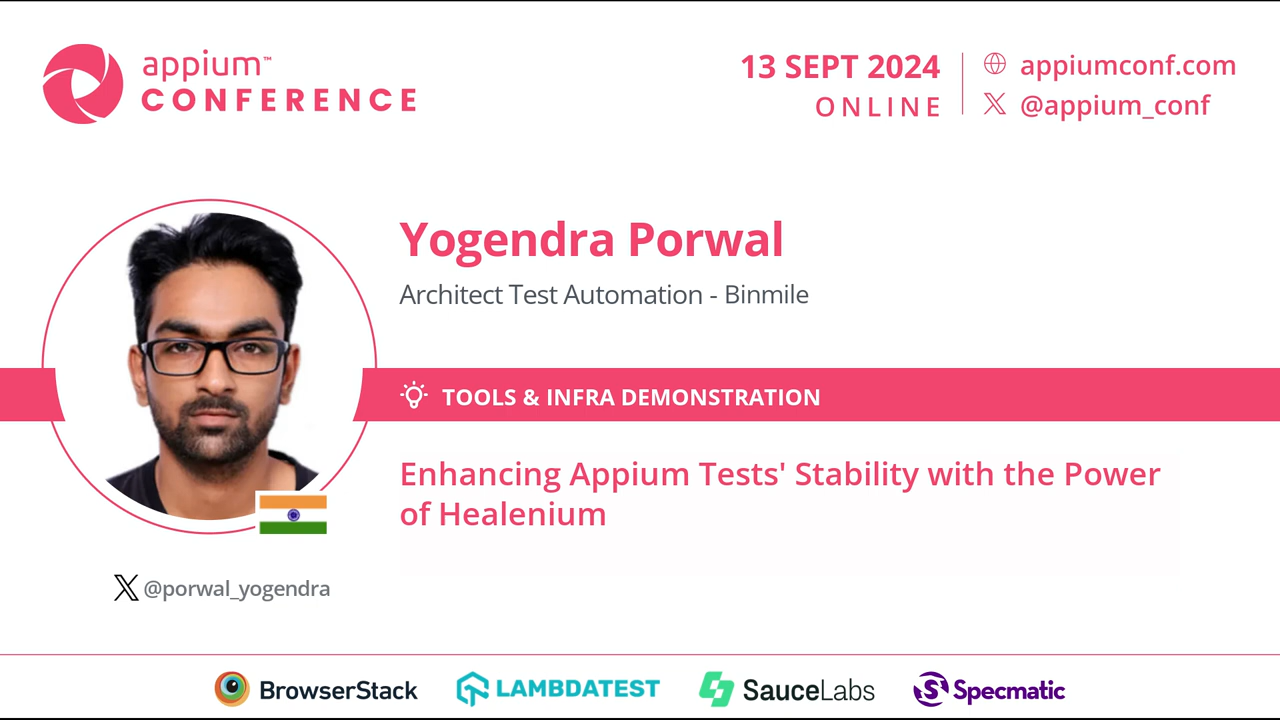 appium™
CONFERENCE
13 SEPT 2024
ONLINE
appiumconf.com
@appium_conf
Yogendra Porwal
Architect Test Automation - Binmile
TOOLS & INFRA DEMONSTRATION
Enhancing Appium Tests' Stability with the Power
of Healenium
@porwal_yogendra
BrowserStack
LAMBDATEST
SauceLabs
Specmatic